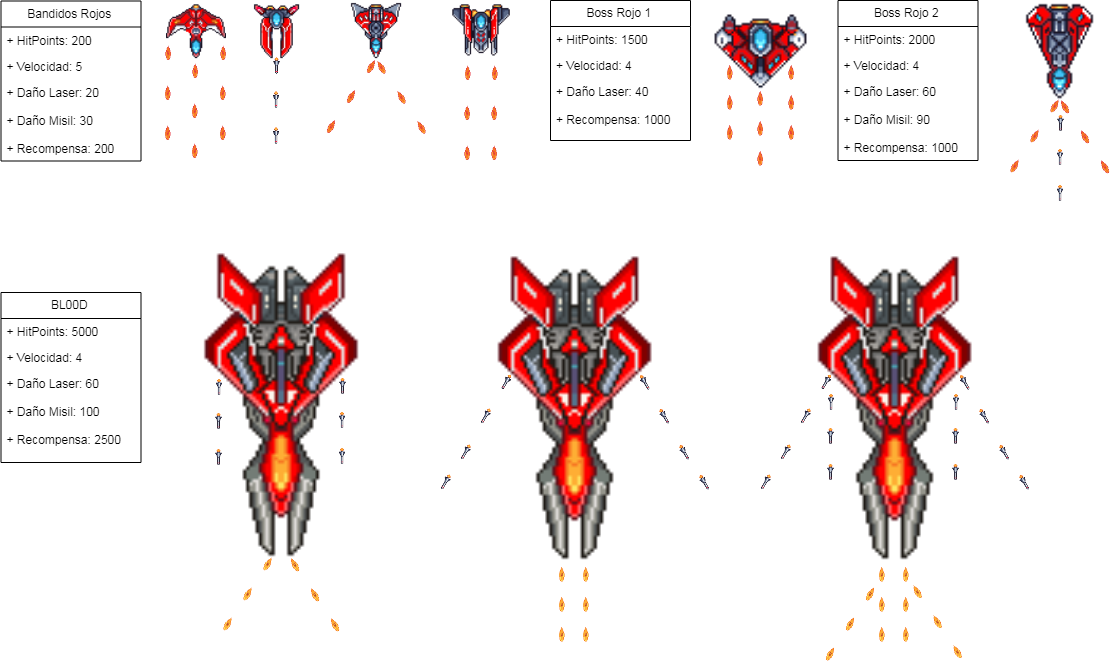 Bandidos Rojos
+ HitPoints: 200
+ Velocidad: 5
+ Daño Laser: 20
+ Daño Misil: 30
+ Recompensa: 200
Boss Rojo 1
+ HitPoints: 1500
+ Velocidad: 4
+ Daño Laser: 40
+ Recompensa: 1000
Boss Rojo 2
+ HitPoints: 2000
+ Velocidad: 4
+ Daño Laser: 60
+ Daño Misil: 90
+ Recompensa: 1000
BL00D
+ HitPoints: 5000
+ Velocidad: 4
+ Daño Laser: 60
+ Daño Misil: 100
+ Recompensa: 2500